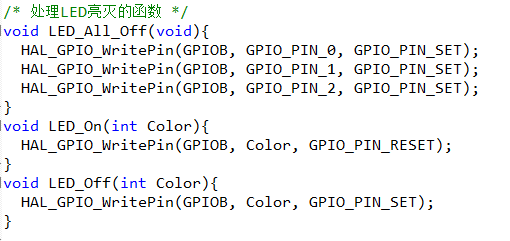 /* 处理LED亮灭的函数 */
void LED_All_Off(void){
  HAL_GPIO_WritePin(GPIOB, GPIO_PIN_0, GPIO_PIN_SET);
  HAL_GPIO_WritePin(GPIOB, GPIO_PIN_1, GPIO_PIN_SET);
  HAL_GPIO_WritePin(GPIOB, GPIO_PIN_2, GPIO_PIN_SET);
}
void LED_On(int Color){
  HAL_GPIO_WritePin(GPIOB, Color, GPIO_PIN_RESET);
}
void LED_Off(int Color){
  HAL_GPIO_WritePin(GPIOB, Color, GPIO_PIN_SET);
}